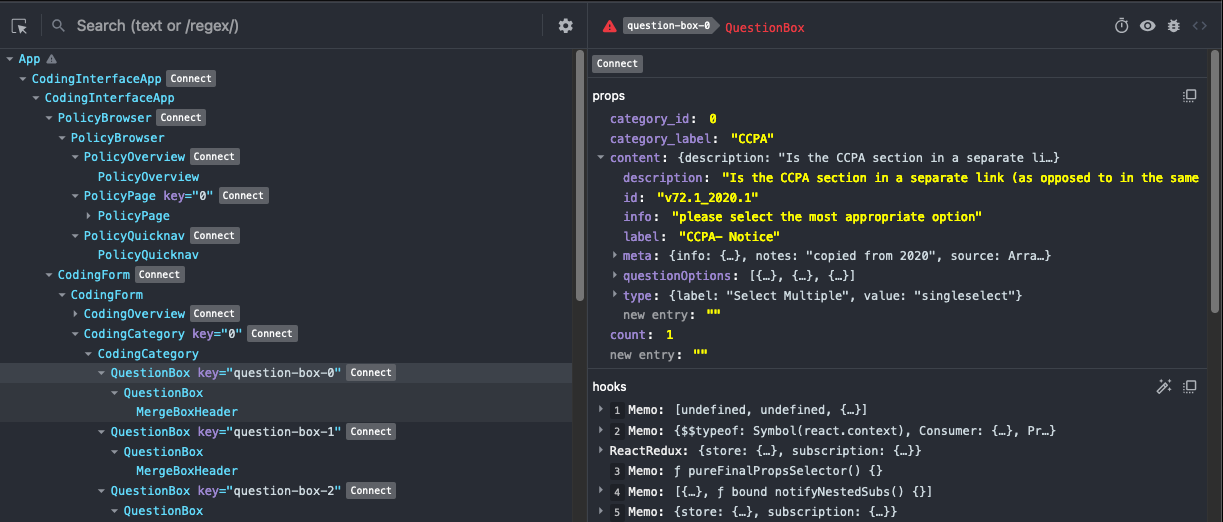 Search (text or /regex/)
App
CodingInterfaceApp Connect
CodingInterfaceApp
PolicyBrowser Connect
PolicyBrowser
PolicyOverview Connect
PolicyOverview
PolicyPage key="0" Connect
PolicyPage
PolicyQuicknav Connect
PolicyQuicknav
CodingForm Connect
CodingForm
CodingOverview Connect
CodingCategory key="0" Connect
CodingCategory
QuestionBox key="question-box-0" Connect
QuestionBox
MergeBoxHeader
QuestionBox key="question-box-1" Connect
QuestionBox
MergeBoxHeader
QuestionBox key="question-box-2" Connect
QuestionBox
question-box-0 QuestionBox
Connect
props
category_id: 0
category_label: "CCPA"
content: {description: "Is the CCPA section in a separate li…}
description: "Is the CCPA section in a separate link (as opposed to in the same
id: "v72.1_2020.1"
info: "please select the most appropriate option"
label: "CCPA- Notice"
meta: {info: {…}, notes: "copied from 2020", source: Arra…}
questionOptions: [{…}, {…}, {…}]
type: {label: "Select Multiple", value: "singleselect"}
new entry: ""
count: 1
new entry: ""
hooks
1 Memo: [undefined, undefined, {…}]
2 Memo: {$$typeof: Symbol(react.context), Consumer: {…}, Pr…}
ReactRedux: {store: {…}, subscription: {…}}
3 Memo: ƒ pureFinalPropsSelector() {}
4 Memo: [{…}, ƒ bound notifyNestedSubs() {}]
5 Memo: {store: {…}, subscription: {…}}